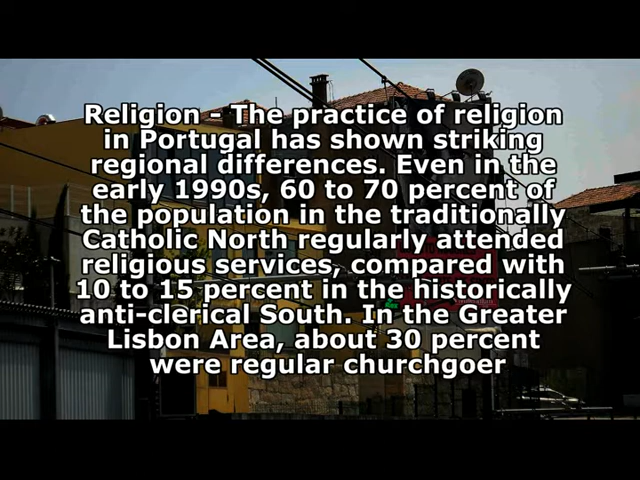 Religion - The practice of religion
in Portugal has shown striking
regional differences. Even in the
early 1990s, 60 to 70 percent of
the population in the traditionally
Catholic North regularly attended
religious services, compared with
10 to 15 percent in the historically
anti-clerical South. In the Greater
Lisbon Area, about 30 percent
were regular churchgoer